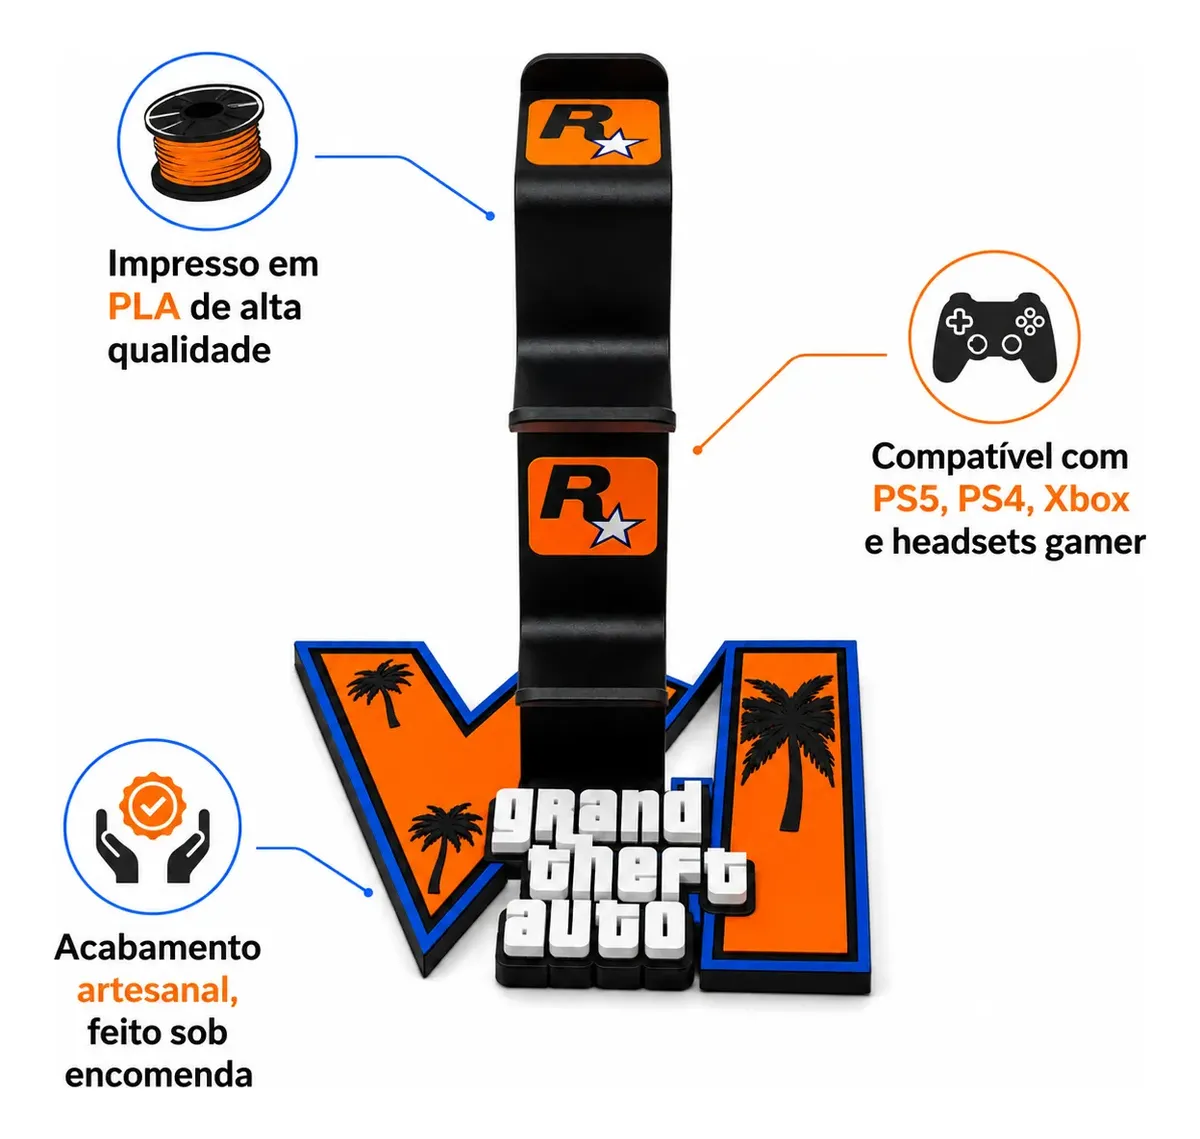 R
Impresso em
PLA de alta
qualidade
Compatível com
PS5, PS4, Xbox
e headsets gamer
R
grand
theft
auto
VI
Acabamento
artesanal,
feito sob
encomenda